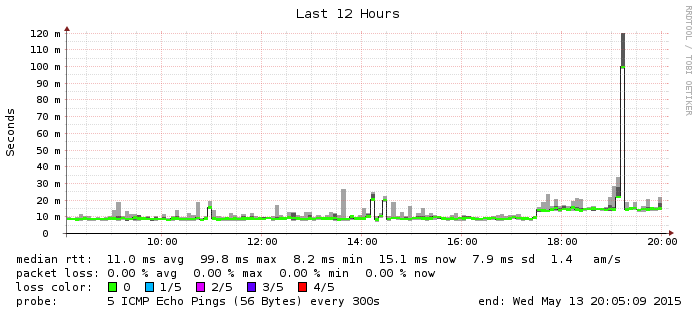 Last 12 Hours
RRDTOOL / TOBI OETIKER
Seconds
120 m
110 m
100 m
90 m
80 m
70 m
60 m
50 m
40 m
30 m
20 m
10 m
0
10:00 12:00 14:00 16:00 18:00 20:00
median rtt: 11.0 ms avg 99.8 ms max 8.2 ms min 15.1 ms now 7.9 ms sd 1.4 am/s
packet loss: 0.00 % avg 0.00 % max 0.00 % min 0.00 % now
loss color: 0 1/5 2/5 3/5 4/5
probe: 5 ICMP Echo Pings (56 Bytes) every 300s end: Wed May 13 20:05:09 2015